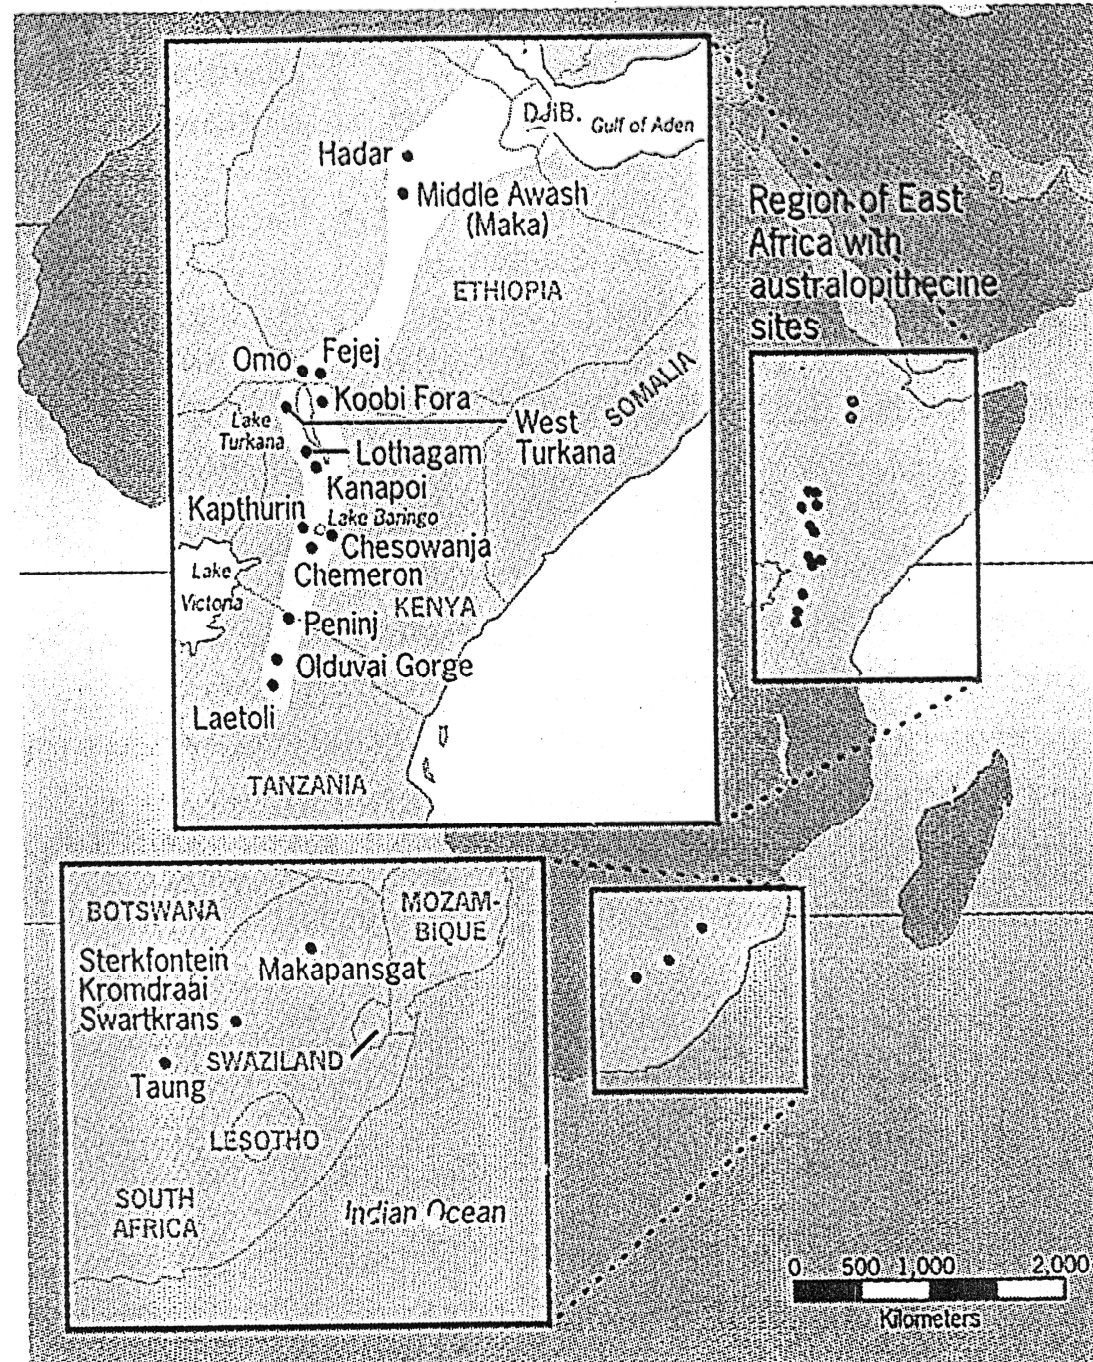 DJIB.
Gulf of Aden
Hadar
Middle Awash
(Maka)
ETHIOPIA
Omo
Fejej
Koobi Fora
SOMALIA
Lake
Turkana
West
Turkana
Lothagam
Kanapoi
Kapthurin
Lake Baringo
Chesowanja
Chemeron
Lake
Victoria
KENYA
Peninj
Olduvai Gorge
Laetoli
TANZANIA
Region of East
Africa with
australopithecine
sites
BOTSWANA
MOZAM-
BIQUE
Sterkfontein
Kromdraai
Swartkrans
Makapansgat
SWAZILAND
Taung
LESOTHO
SOUTH
AFRICA
Indian Ocean
0 500 1,000 2,000
Kilometers